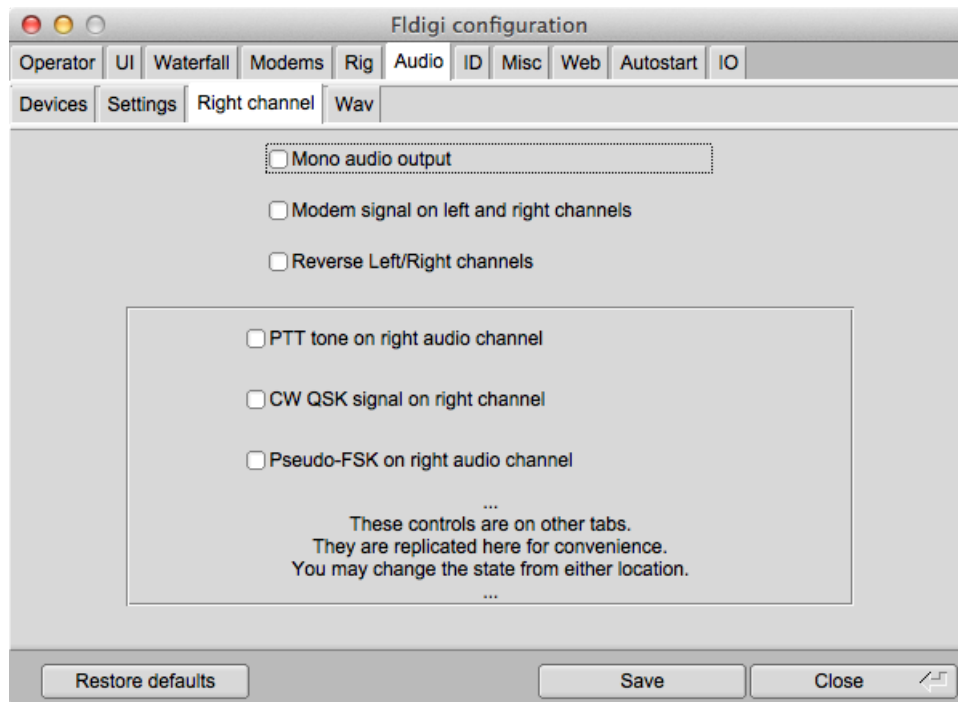 Fldigi configuration
Operator UI Waterfall Modems Rig Audio ID Misc Web Autostart IO
Devices Settings Right channel Wav
Mono audio output
Modem signal on left and right channels
Reverse Left/Right channels
PTT tone on right audio channel
CW QSK signal on right channel
Pseudo-FSK on right audio channel
...
These controls are on other tabs.
They are replicated here for convenience.
You may change the state from either location.
...
Restore defaults Save Close